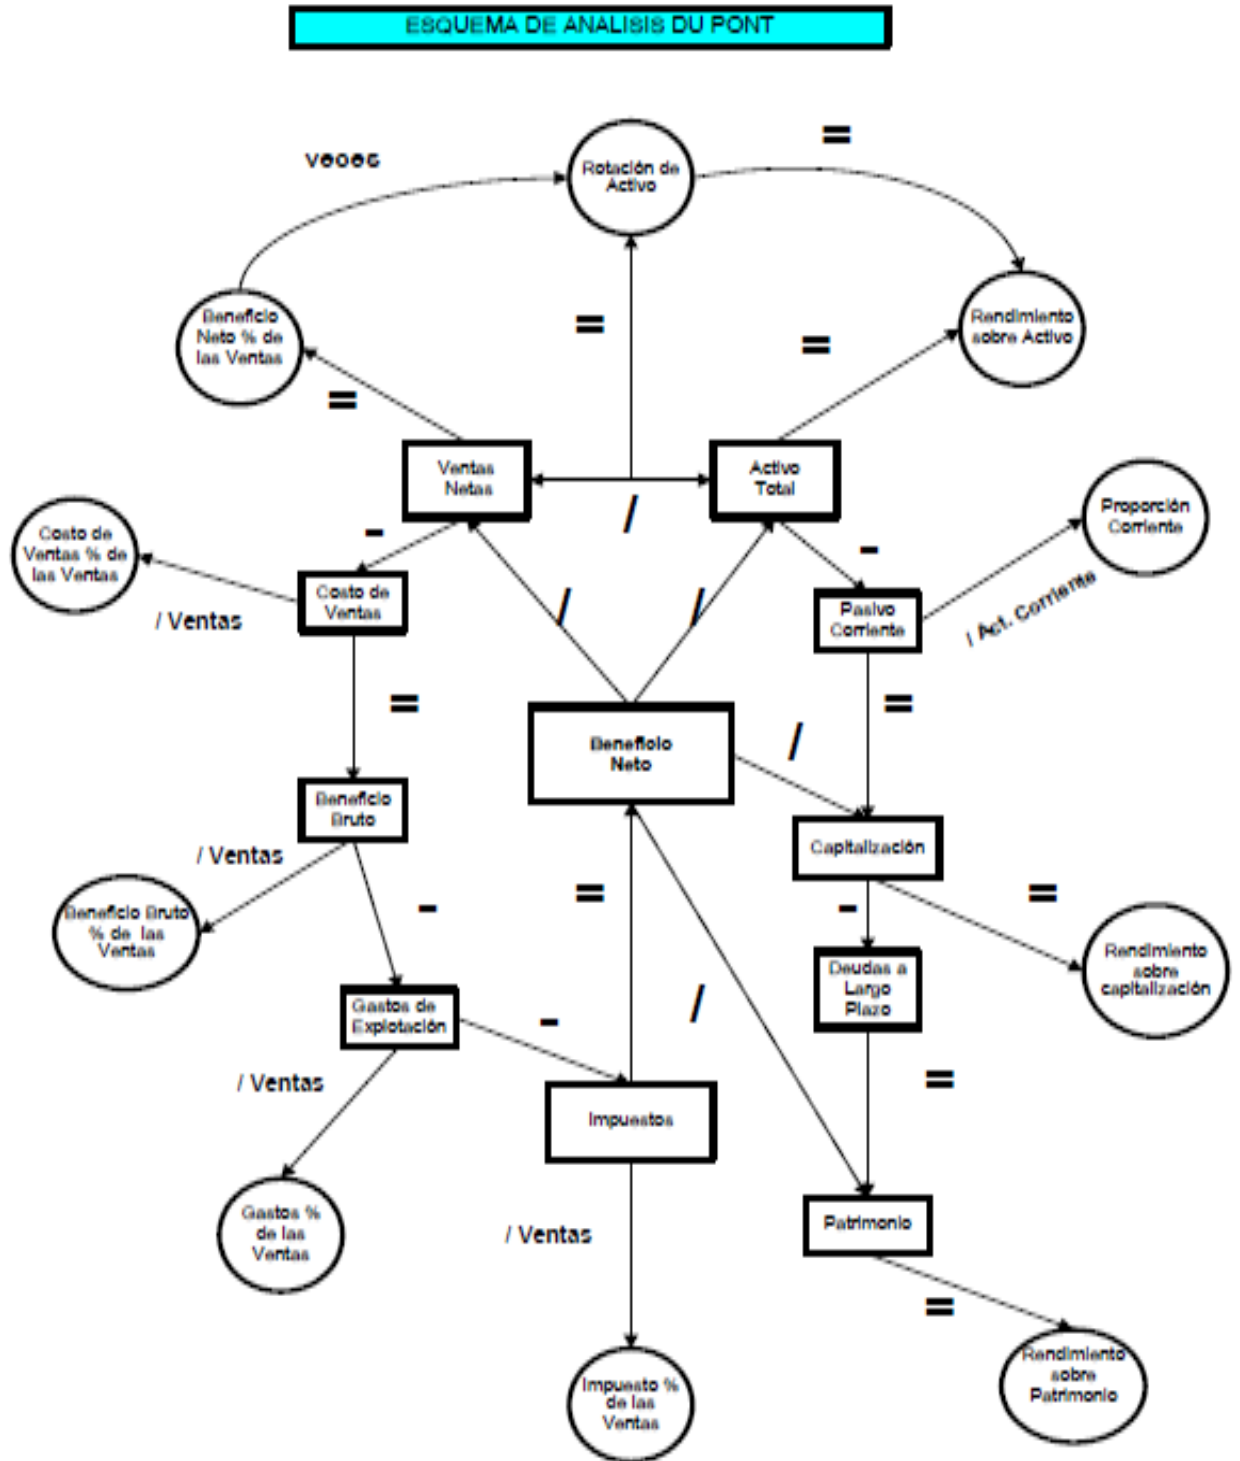 ESQUEMA DE ANALISIS DU PONT
veces
=
Rotación de
Activo
Beneficio
Neto % de
las Ventas
=
=
Rendimiento
sobre Activo
=
Ventas
Netas
/
Activo
Total
Costo de
Ventas % de
las Ventas
-
/ Ventas
Costo de
Ventas
/
/
-
Pasivo
Corriente
Proporción
Corriente
/ Act. Corriente
=
=
Beneficio
Neto
/
Beneficio
Bruto
/ Ventas
Capitalización
Beneficio Bruto
% de las
Ventas
-
=
-
=
Rendimiento
sobre
capitalización
Deudas a
Largo
Plazo
Gastos de
Explotación
-
/
/ Ventas
=
Impuestos
Gastos %
de las
Ventas
/ Ventas
Patrimonio
=
Impuesto %
de las
Ventas
Rendimiento
sobre
Patrimonio